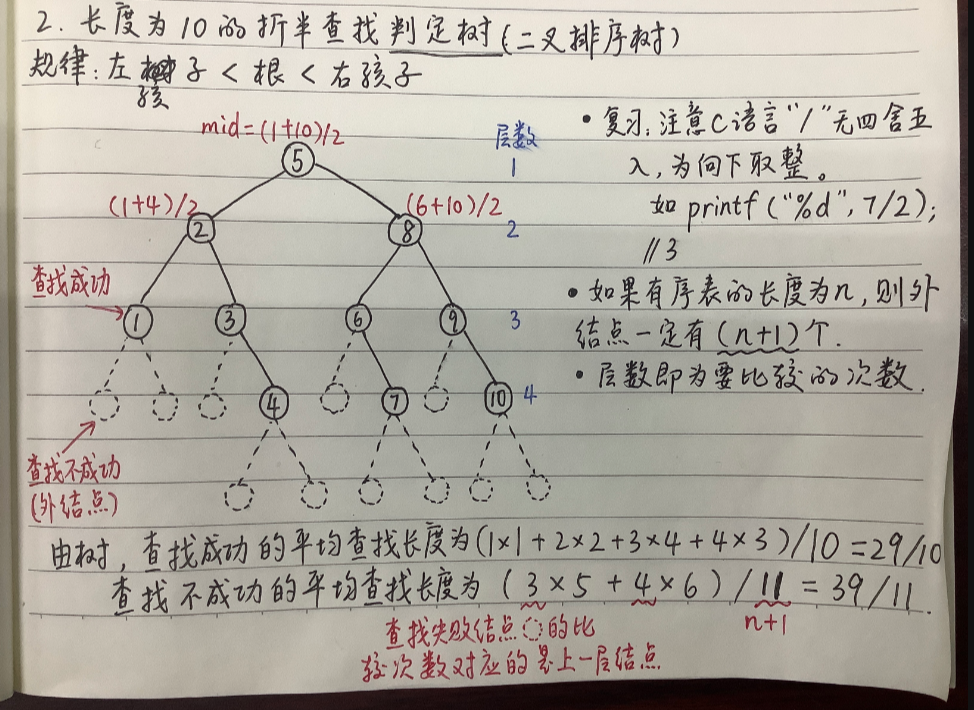 2. 长度为10的折半查找判定树(二叉排序树)
规律:左孩子 < 根 < 右孩子
mid=(1+10)/2
层数
• 复习:注意C语言"/"无四舍五
入,为向下取整。
如 printf("%d", 7/2);
//3
⑤
1
(1+4)/2
(6+10)/2
②
⑧
2
查找成功
①
③
⑥
⑨
3
• 如果有序表的长度为n,则外
结点一定有(n+1)个.
• 层数即为要比较的次数.
④
⑦
⑩
4
查找不成功
(外结点)
由树,查找成功的平均查找长度为(1×1+2×2+3×4+4×3)/10=29/10
查找不成功的平均查找长度为(3×5+4×6)/11=39/11.
n+1
查找失败结点◌的比
较次数对应的是上一层结点